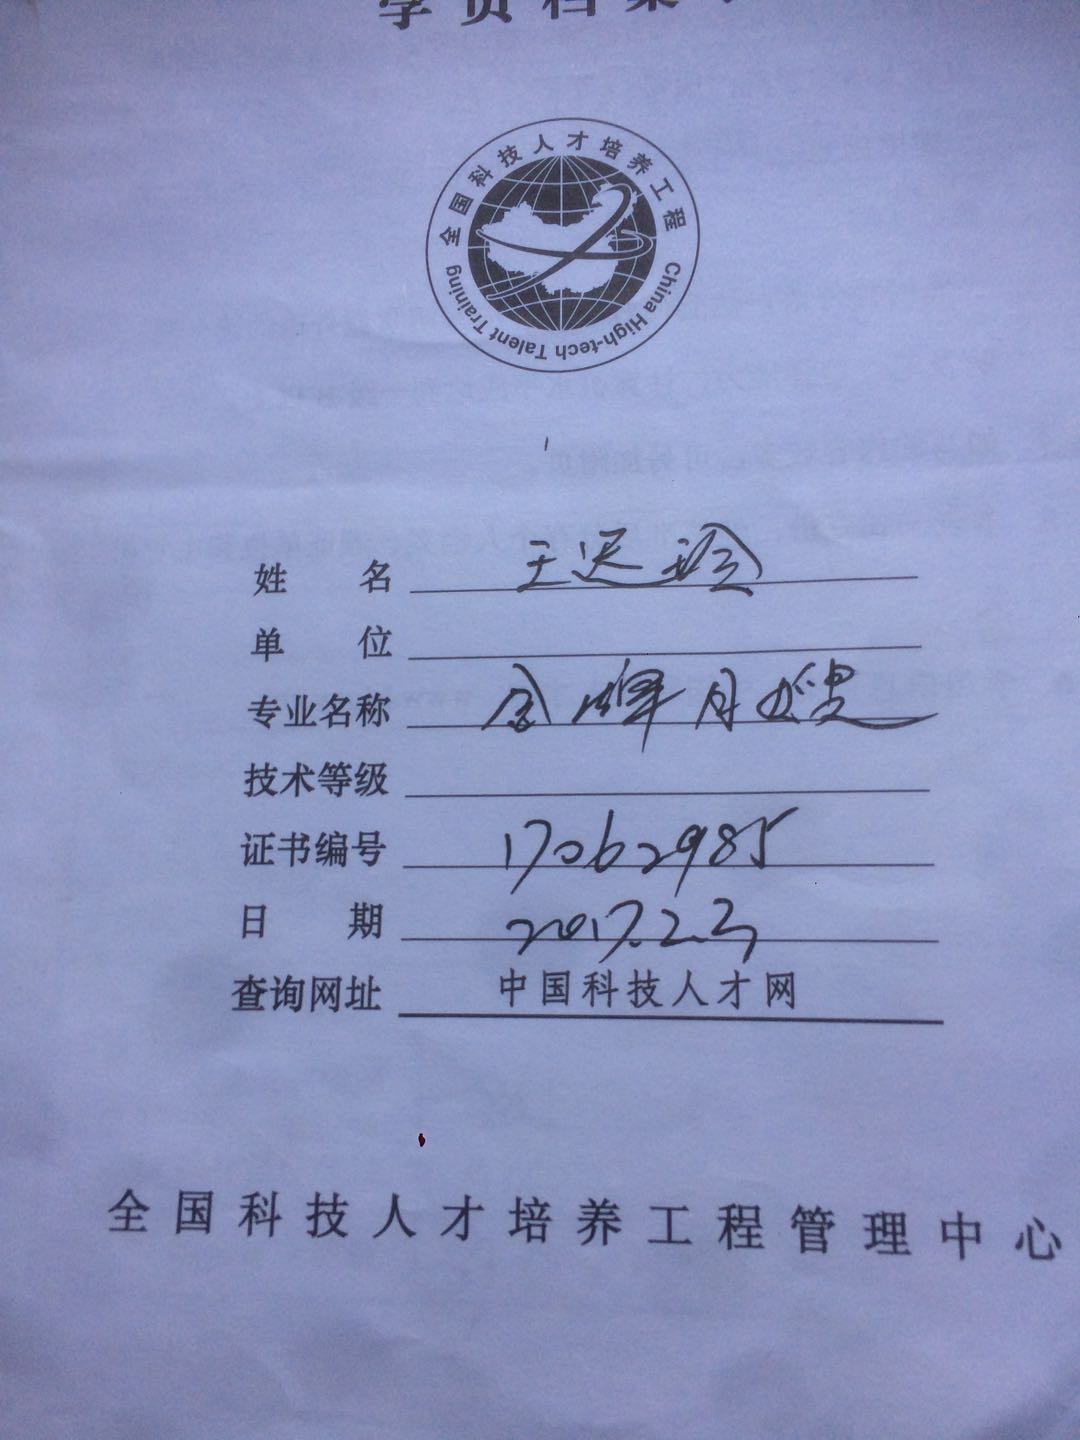 学员档案
全国科技人才培养工程
China High-tech Talent Training
姓 名 王迟玲
单 位
专业名称 金牌月嫂
技术等级
证书编号 17062985
日 期 2017.2.3
查询网址 中国科技人才网
全国科技人才培养工程管理中心